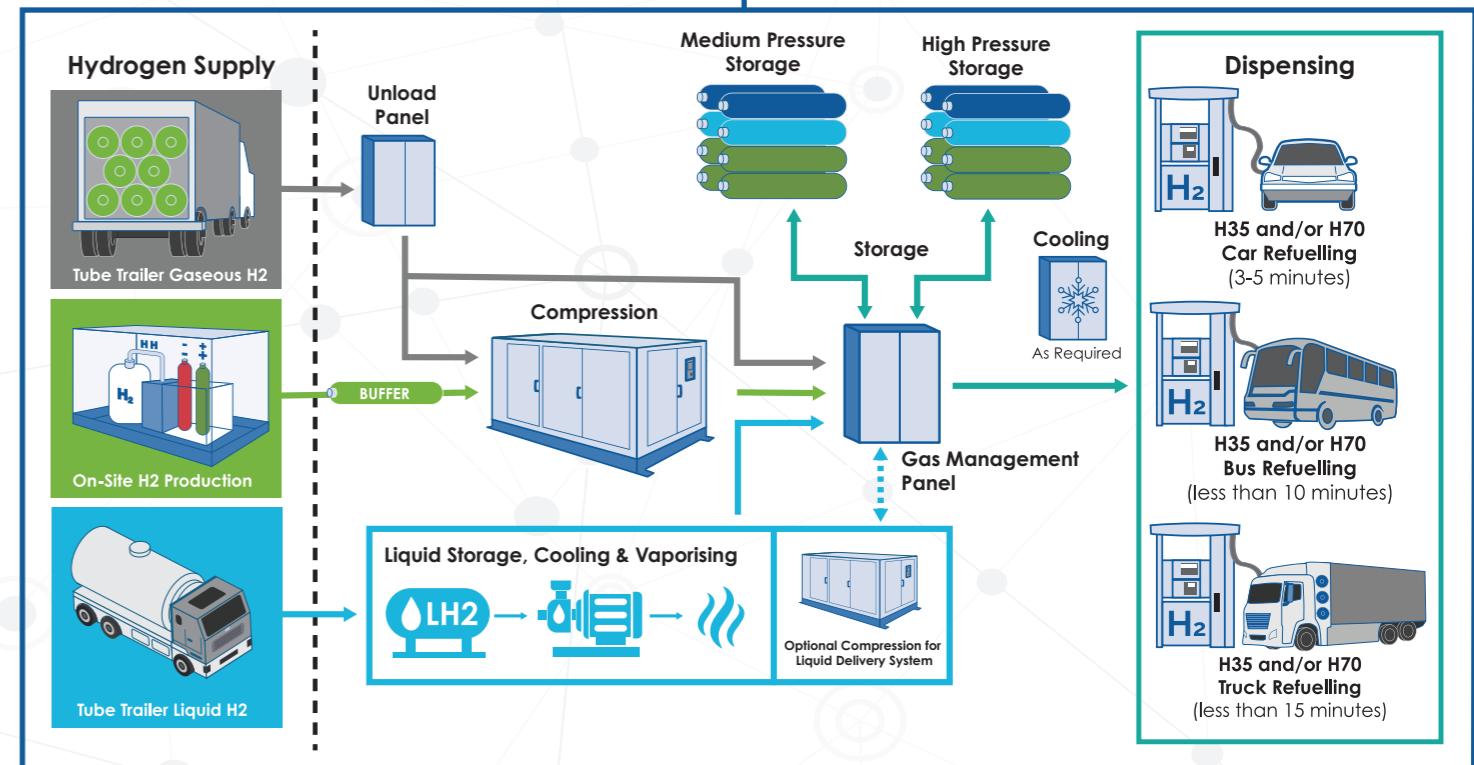 Hydrogen Supply
Tube Trailer Gaseous H2
HH
- +
- +
H2
On-Site H2 Production
Tube Trailer Liquid H2
Unload
Panel
BUFFER
Compression
Medium Pressure
Storage
High Pressure
Storage
Storage
Cooling
As Required
Gas Management
Panel
Liquid Storage, Cooling & Vaporising
LH2
Optional Compression for
Liquid Delivery System
Dispensing
H2
H35 and/or H70
Car Refuelling
(3-5 minutes)
H2
H35 and/or H70
Bus Refuelling
(less than 10 minutes)
H2
H35 and/or H70
Truck Refuelling
(less than 15 minutes)